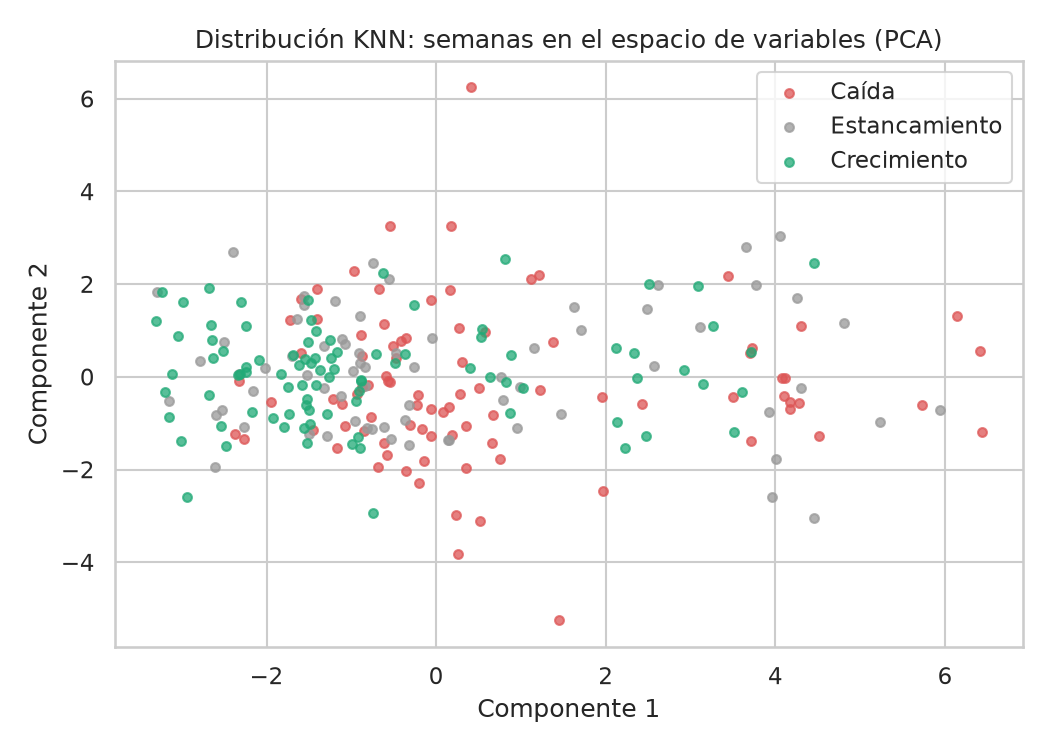 Distribución KNN: semanas en el espacio de variables (PCA)
Caída
Estancamiento
Crecimiento
6
4
2
0
−2
−4
Componente 2
−2
0
2
4
6
Componente 1